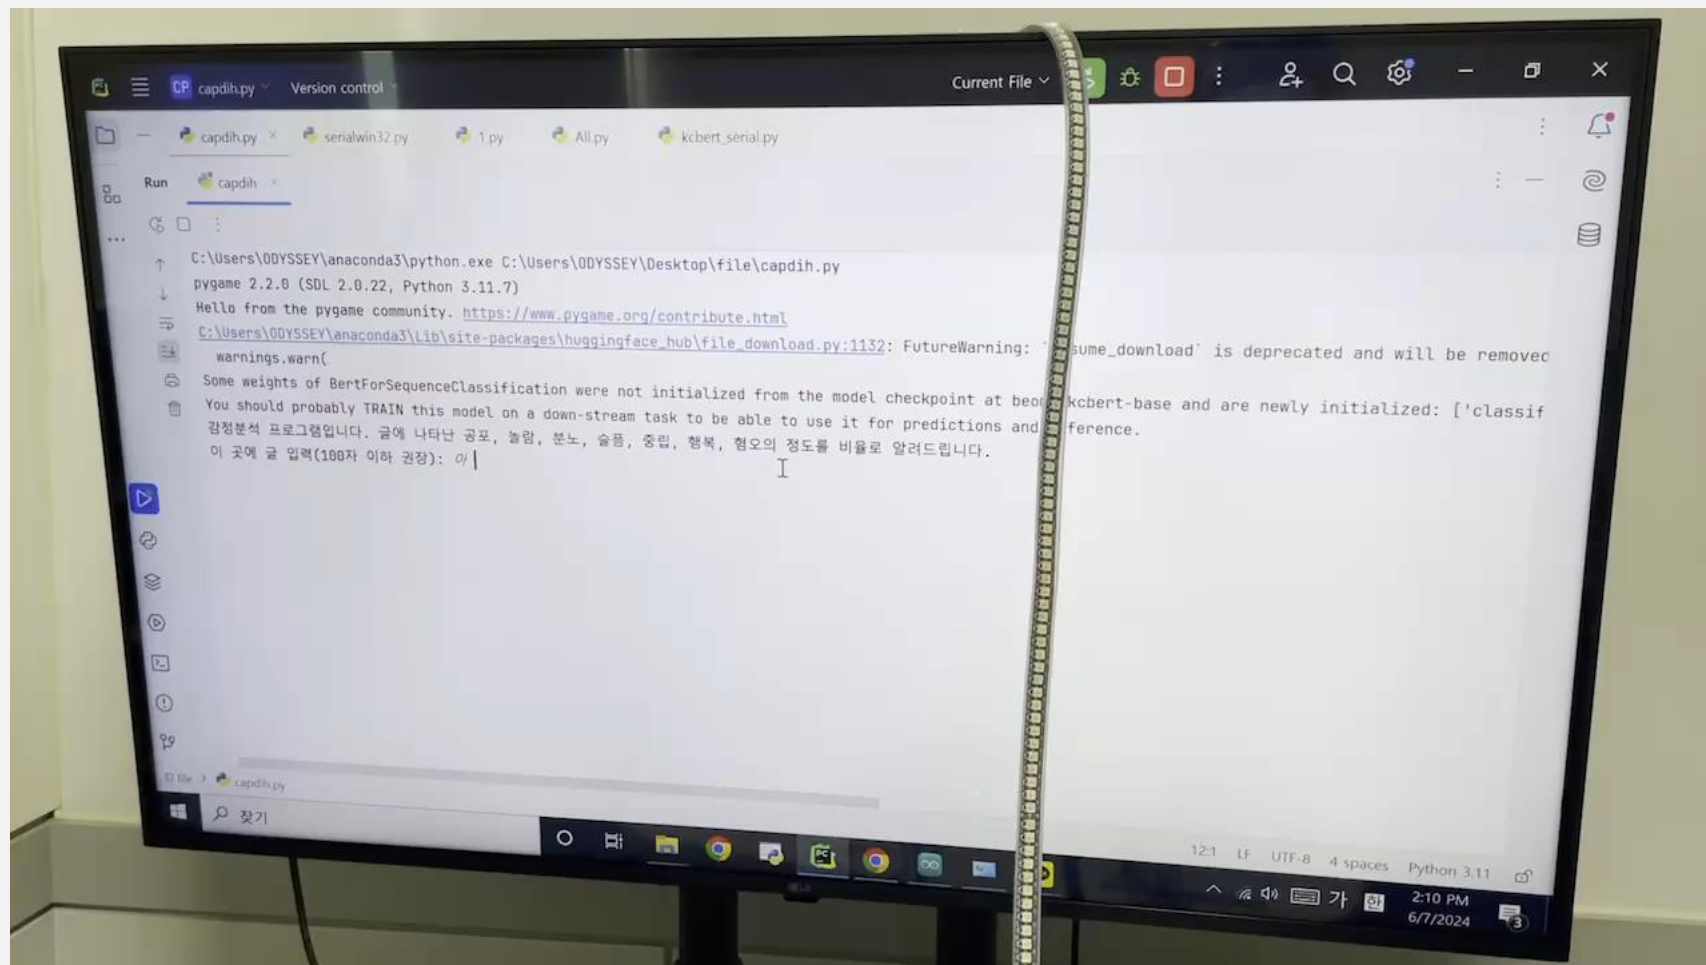 CP capdih.py Version control Current File
capdih.py serialwin32.py 1.py All.py kcbert_serial.py
Run capdih
C:\Users\ODYSSEY\anaconda3\python.exe C:\Users\ODYSSEY\Desktop\file\capdih.py
pygame 2.2.0 (SDL 2.0.22, Python 3.11.7)
Hello from the pygame community. https://www.pygame.org/contribute.html
C:\Users\ODYSSEY\anaconda3\Lib\site-packages\huggingface_hub\file_download.py:1132: FutureWarning: sume_download` is deprecated and will be removed
warnings.warn(
Some weights of BertForSequenceClassification were not initialized from the model checkpoint at beom kcbert-base and are newly initialized: ['classif
You should probably TRAIN this model on a down-stream task to be able to use it for predictions and ference.
감정분석 프로그램입니다. 글에 나타난 공포, 놀람, 분노, 슬픔, 중립, 행복, 혐오의 정도를 비율로 알려드립니다.
이 곳에 글 입력(100자 이하 권장): 아
file > capdih.py
12:1 LF UTF-8 4 spaces Python 3.11
찾기
PC
가 한
2:10 PM
6/7/2024
3
LG